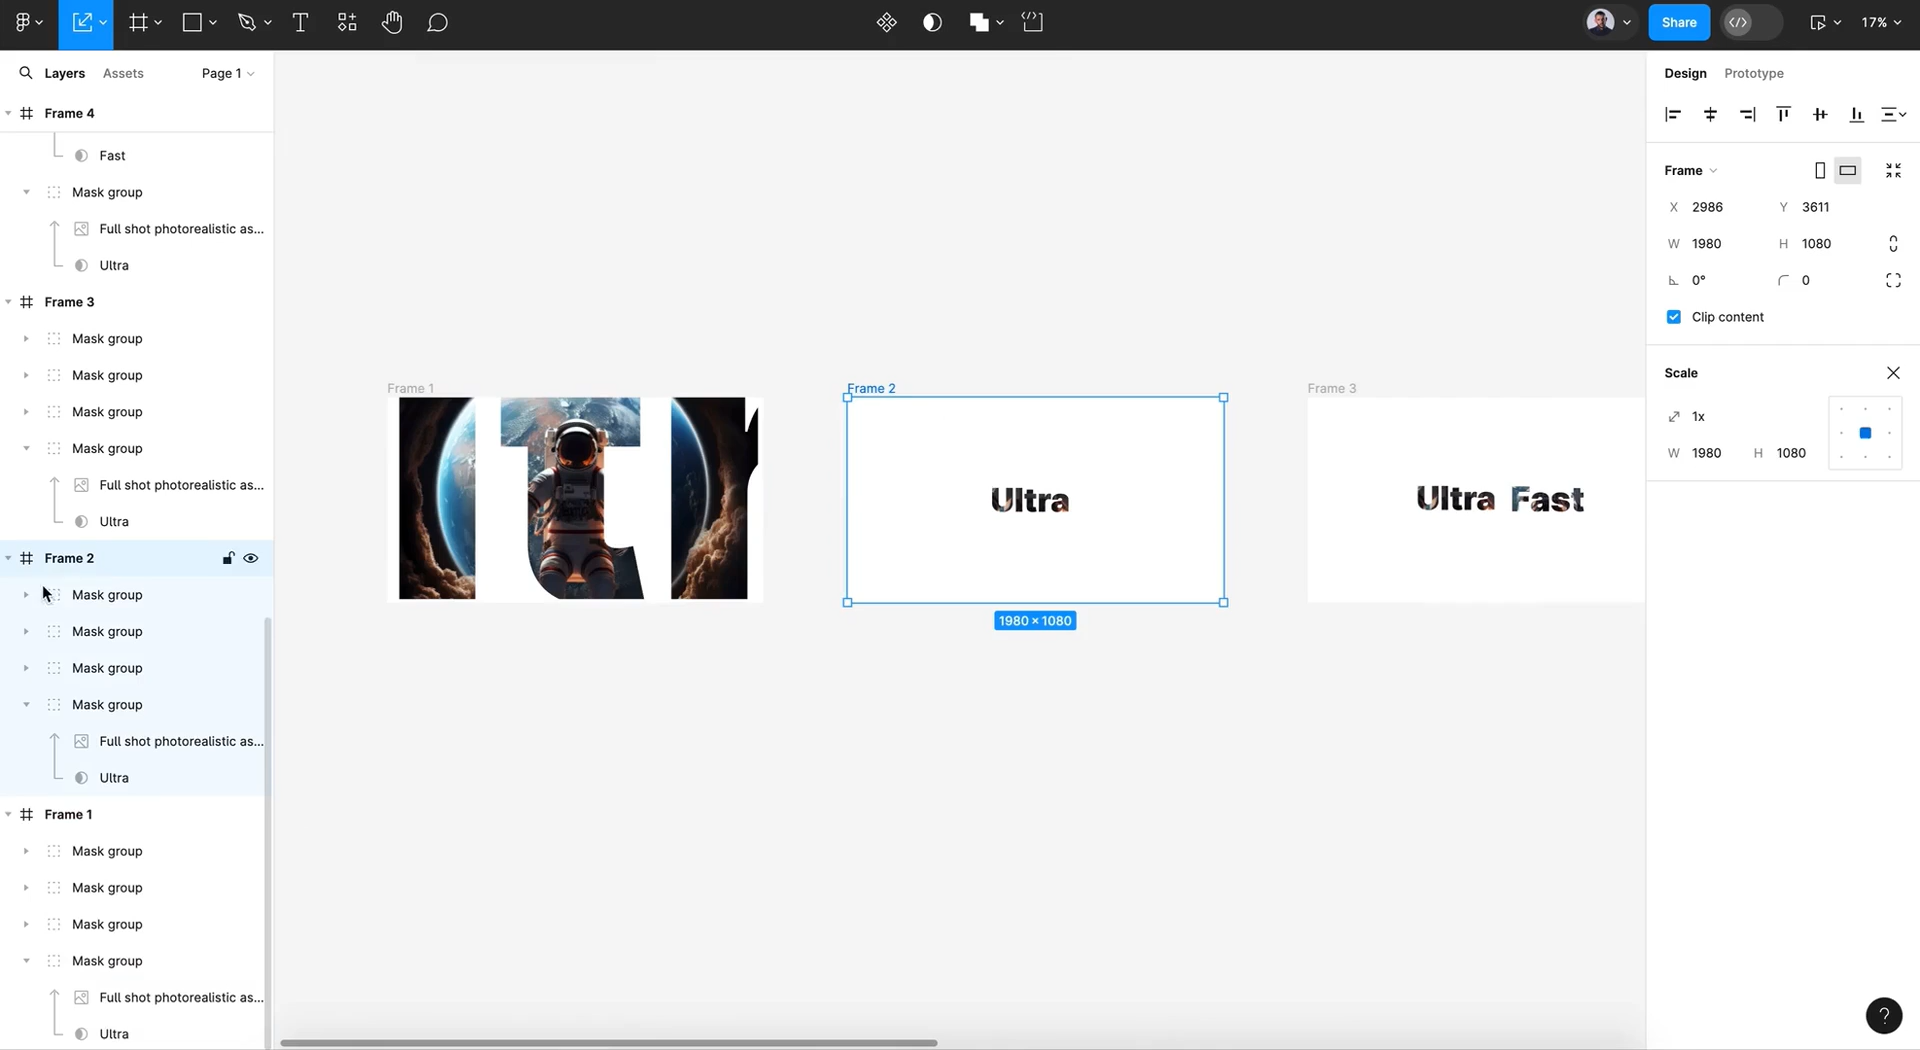 Share
17%
Layers
Assets
Page 1
Frame 4
Fast
Mask group
Full shot photorealistic as...
Ultra
Frame 3
Mask group
Mask group
Mask group
Mask group
Full shot photorealistic as...
Ultra
Frame 2
Mask group
Mask group
Mask group
Mask group
Full shot photorealistic as...
Ultra
Frame 1
Mask group
Mask group
Mask group
Mask group
Full shot photorealistic as...
Ultra
Frame 1
t
Frame 2
Ultra
1980 × 1080
Frame 3
Ultra Fast
Design
Prototype
Frame
X 2986 Y 3611
W 1980 H 1080
0° 0
Clip content
Scale
1x
W 1980 H 1080
?